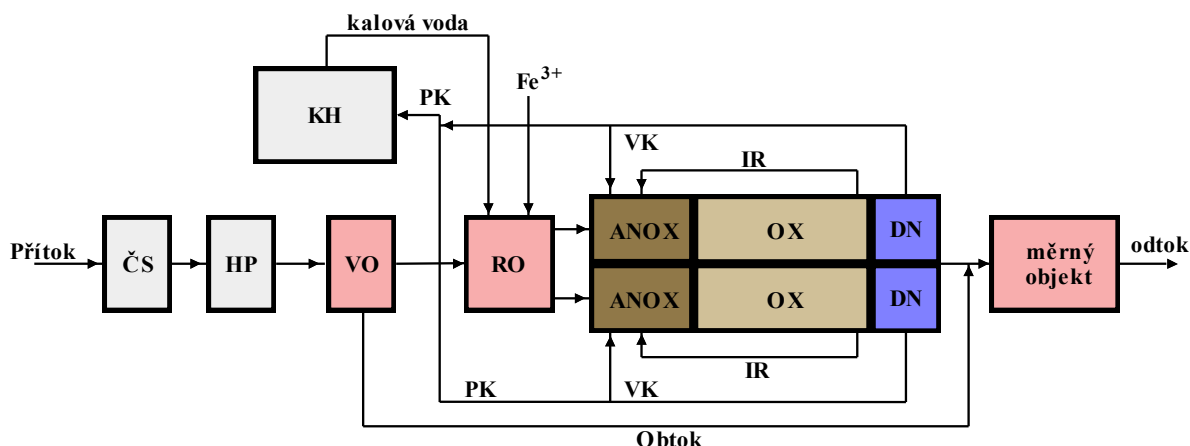 kalová voda
Fe3+
KH
PK
VK
IR
ANOX
OX
DN
Přítok
ČS
HP
VO
RO
měrný
objekt
odtok
ANOX
OX
DN
IR
PK
VK
Obtok